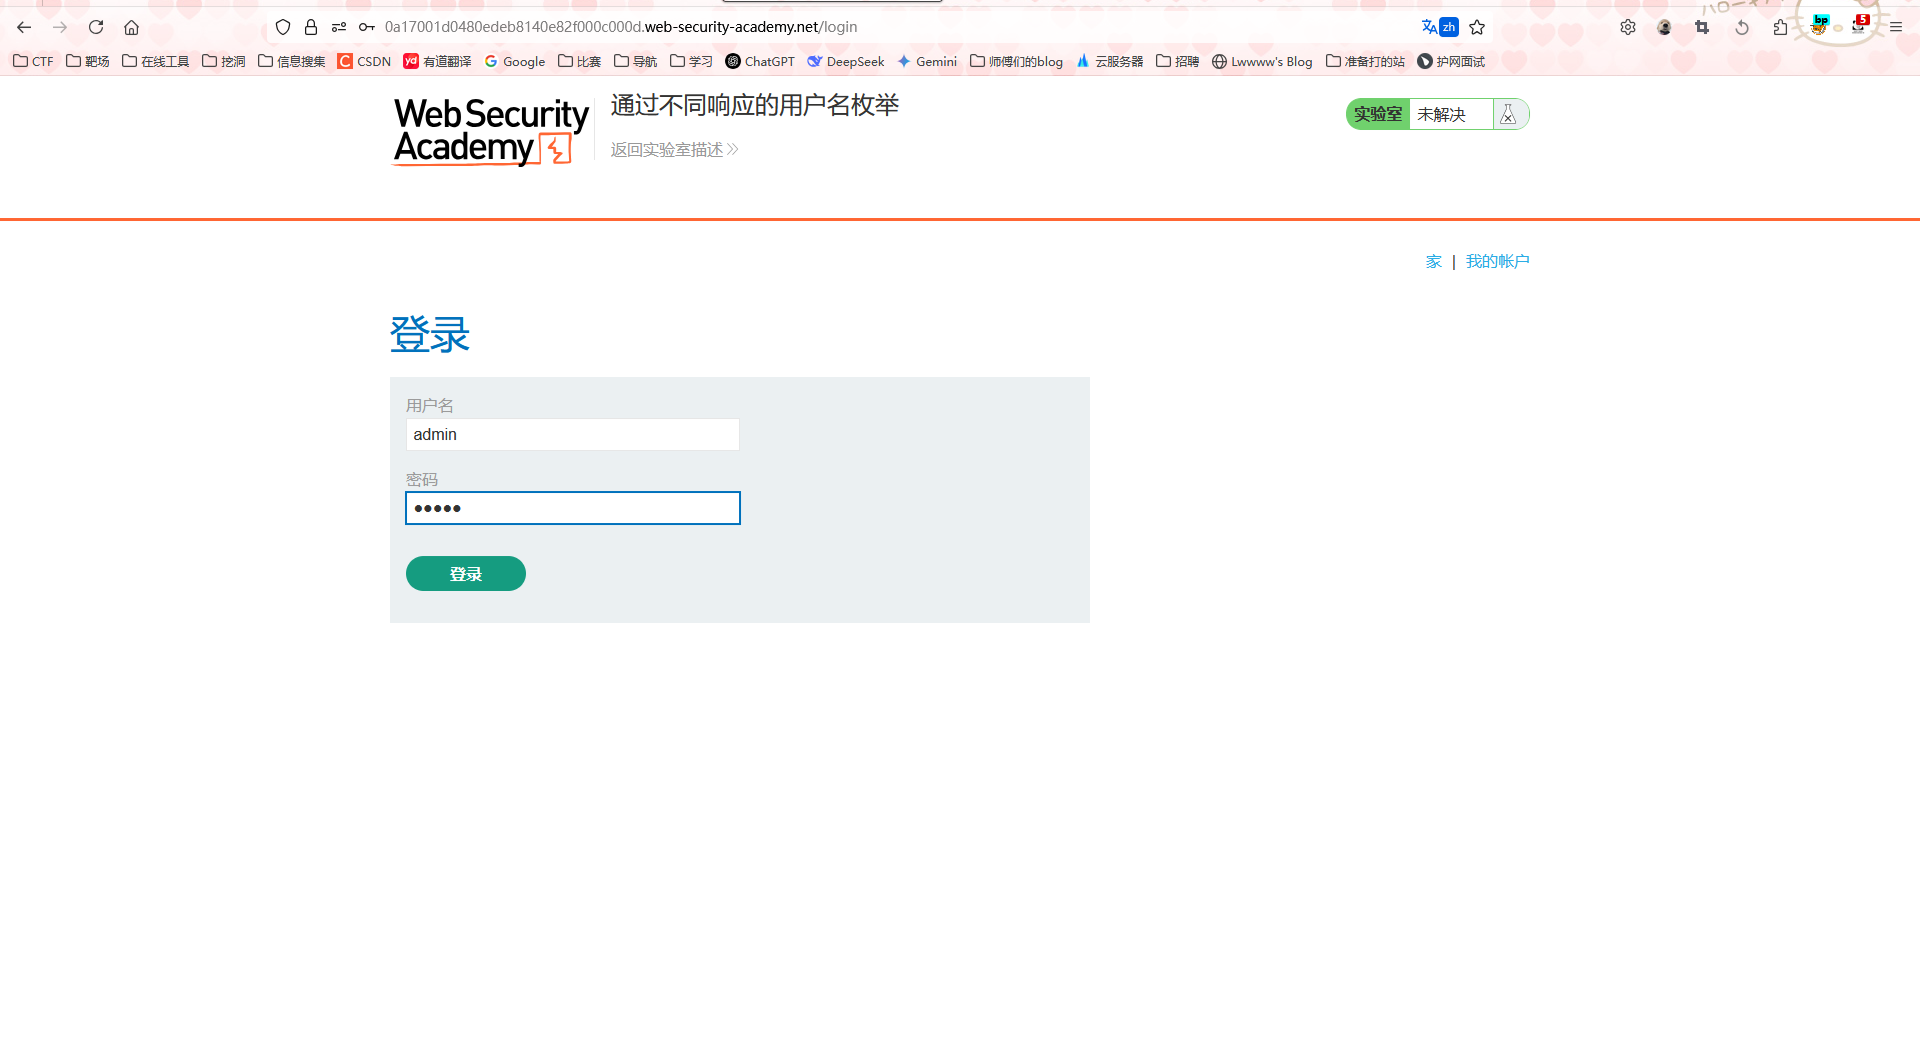 0a17001d0480edeb8140e82f000c000d.web-security-academy.net/login
zh
bp
5
CTF 靶场 在线工具 挖洞 信息搜集 CSDN 有道翻译 Google 比赛 导航 学习 ChatGPT DeepSeek Gemini 师傅们的blog 云服务器 招聘 Lwwww's Blog 准备打的站 护网面试
Web Security
Academy
通过不同响应的用户名枚举
返回实验室描述
实验室 未解决
家 | 我的帐户
登录
用户名
admin
密码
登录